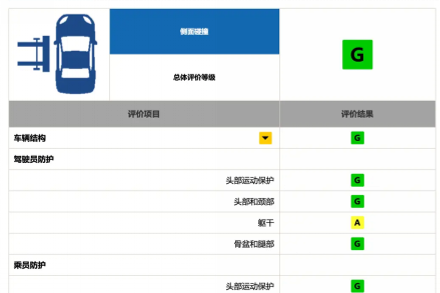 侧面碰撞
总体评价等级
G
评价项目 评价结果
车辆结构 G
驾驶员防护
头部运动保护 G
头部和颈部 G
躯干 A
骨盆和腿部 G
乘员防护
头部运动保护 G